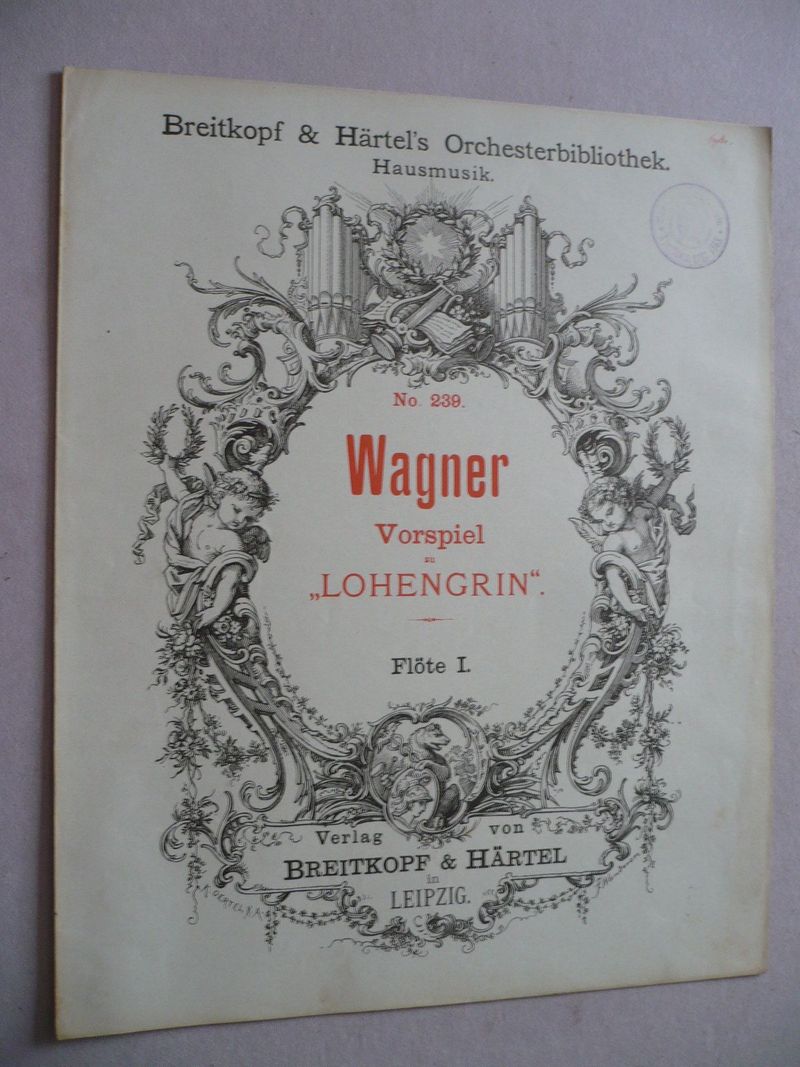 Breitkopf & Härtel's Orchesterbibliothek.
Hausmusik.
No. 239.
Wagner
Vorspiel
zu
„LOHENGRIN“.
Flöte I.
Verlag von
BREITKOPF & HÄRTEL
in
LEIPZIG.